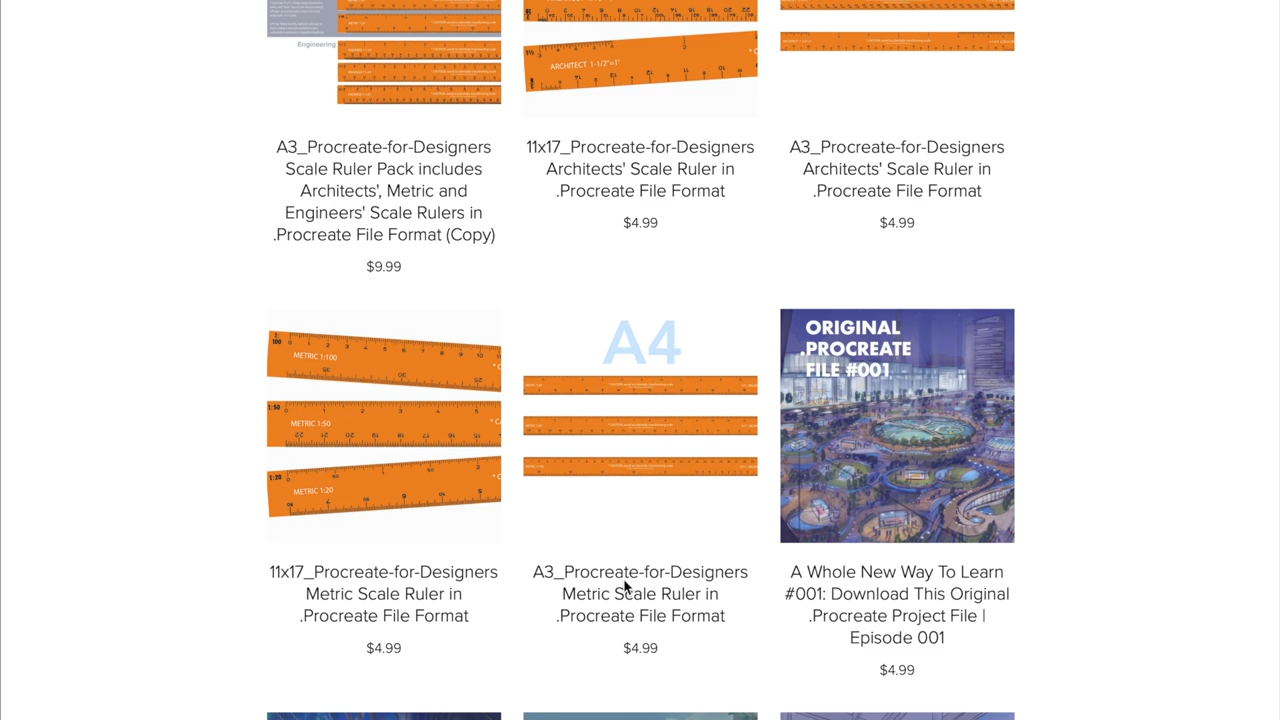 Engineering
ARCHITECT 1-1/2"=1'
A3_Procreate-for-Designers
Scale Ruler Pack includes
Architects', Metric and
Engineers' Scale Rulers in
.Procreate File Format (Copy)
$9.99
11x17_Procreate-for-Designers
Architects' Scale Ruler in
.Procreate File Format
$4.99
A3_Procreate-for-Designers
Architects' Scale Ruler in
.Procreate File Format
$4.99
METRIC 1:100
METRIC 1:50
METRIC 1:20
A4
ORIGINAL
.PROCREATE
FILE #001
11x17_Procreate-for-Designers
Metric Scale Ruler in
.Procreate File Format
$4.99
A3_Procreate-for-Designers
Metric Scale Ruler in
.Procreate File Format
$4.99
A Whole New Way To Learn
#001: Download This Original
.Procreate Project File |
Episode 001
$4.99